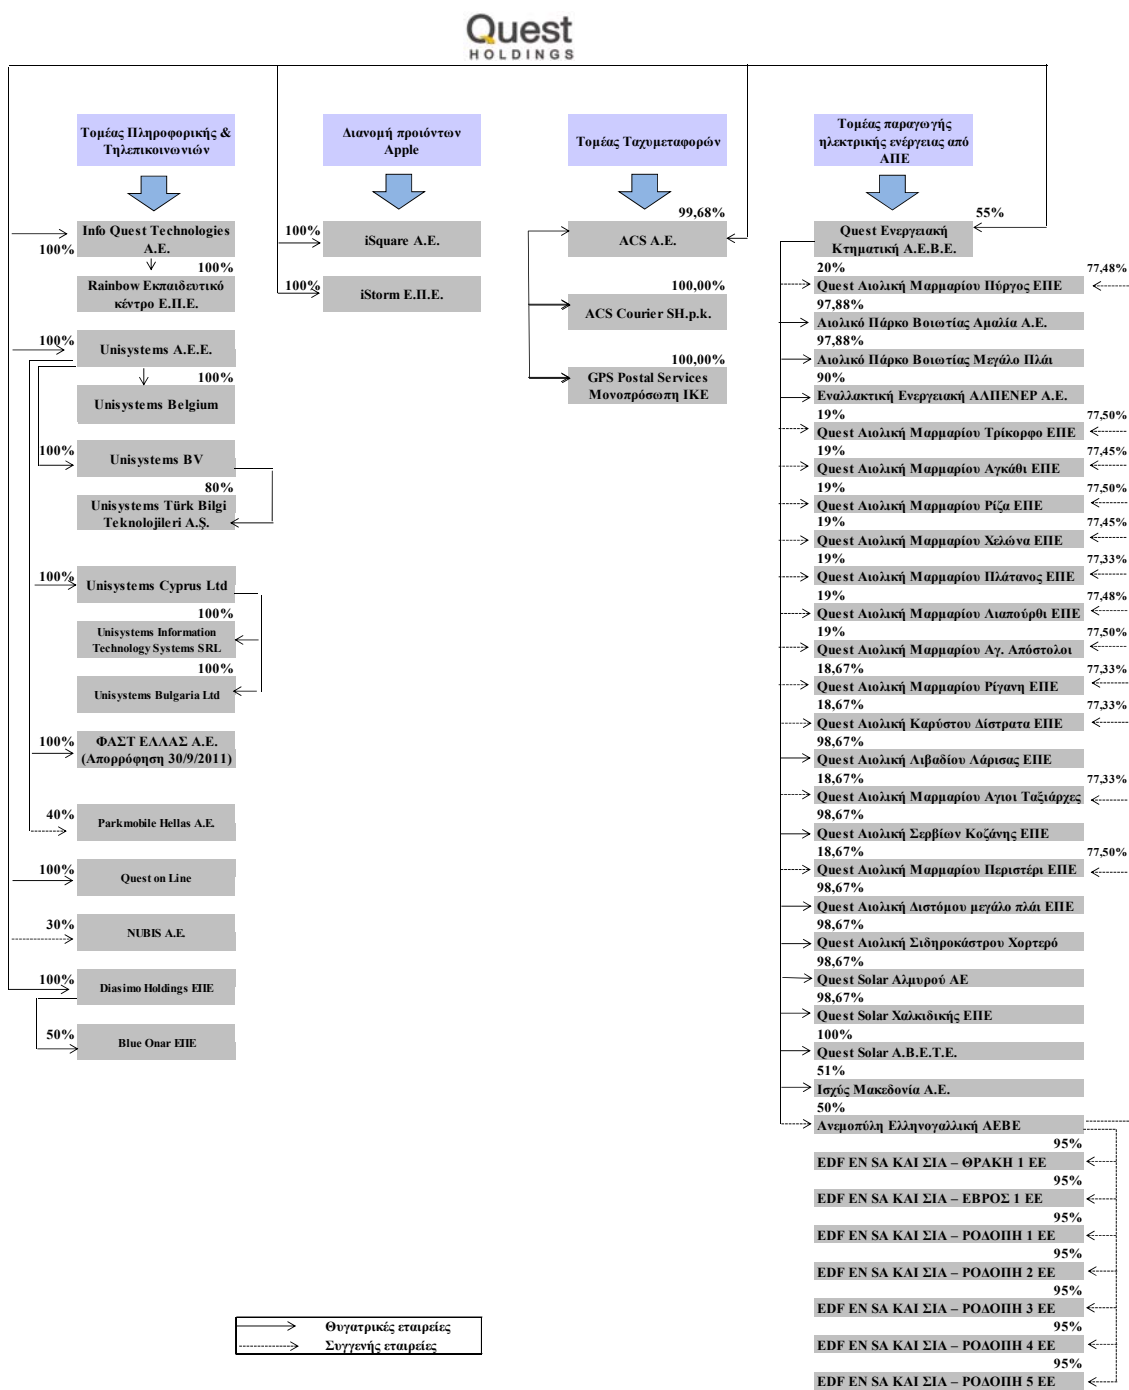 Quest
HOLDINGS
Τομέας Πληροφορικής &
Τηλεπικοινωνιών
Info Quest Technologies
Α.Ε.
100%
100%
Rainbow Εκπαιδευτικό
κέντρο Ε.Π.Ε.
100%
Unisystems Α.Ε.Ε.
100%
Unisystems Belgium
100%
Unisystems BV
80%
Unisystems Türk Bilgi
Teknolojileri A.Ş.
100%
Unisystems Cyprus Ltd
100%
Unisystems Information
Technology Systems SRL
100%
Unisystems Bulgaria Ltd
100%
ΦΑΣΤ ΕΛΛΑΣ Α.Ε.
(Απορρόφηση 30/9/2011)
40%
Parkmobile Hellas Α.Ε.
100%
Quest on Line
30%
NUBIS Α.Ε.
100%
Diasimo Holdings ΕΠΕ
50%
Blue Onar ΕΠΕ
Διανομή προιόντων
Apple
100%
iSquare Α.Ε.
100%
iStorm Ε.Π.Ε.
Τομέας Ταχυμεταφορών
99,68%
ACS Α.Ε.
100,00%
ACS Courier SH.p.k.
100,00%
GPS Postal Services
Μονοπρόσωπη ΙΚΕ
Τομέας παραγωγής
ηλεκτρικής ενέργειας από
ΑΠΕ
55%
Quest Ενεργειακή
Κτηματική Α.Ε.Β.Ε.
20% 77,48%
Quest Αιολική Μαρμαρίου Πύργος ΕΠΕ
97,88%
Αιολικό Πάρκο Βοιωτίας Αμαλία Α.Ε.
97,88%
Αιολικό Πάρκο Βοιωτίας Μεγάλο Πλάι
90%
Εναλλακτική Ενεργειακή ΑΛΠΕΝΕΡ Α.Ε.
19% 77,50%
Quest Αιολική Μαρμαρίου Τρίκορφο ΕΠΕ
19% 77,45%
Quest Αιολική Μαρμαρίου Αγκάθι ΕΠΕ
19% 77,50%
Quest Αιολική Μαρμαρίου Ρίζα ΕΠΕ
19% 77,45%
Quest Αιολική Μαρμαρίου Χελώνα ΕΠΕ
19% 77,33%
Quest Αιολική Μαρμαρίου Πλάτανος ΕΠΕ
19% 77,48%
Quest Αιολική Μαρμαρίου Λιαπούρθι ΕΠΕ
19% 77,50%
Quest Αιολική Μαρμαρίου Αγ. Απόστολοι
18,67% 77,33%
Quest Αιολική Μαρμαρίου Ρίγανη ΕΠΕ
18,67% 77,33%
Quest Αιολική Καρύστου Δίστρατα ΕΠΕ
98,67%
Quest Αιολική Λιβαδίου Λάρισας ΕΠΕ
18,67% 77,33%
Quest Αιολική Μαρμαρίου Αγιοι Ταξιάρχες
98,67%
Quest Αιολική Σερβίων Κοζάνης ΕΠΕ
18,67% 77,50%
Quest Αιολική Μαρμαρίου Περιστέρι ΕΠΕ
98,67%
Quest Αιολική Διστόμου μεγάλο πλάι ΕΠΕ
98,67%
Quest Αιολική Σιδηροκάστρου Χορτερό
98,67%
Quest Solar Αλμυρού ΑΕ
98,67%
Quest Solar Χαλκιδικής ΕΠΕ
100%
Quest Solar Α.Β.Ε.Τ.Ε.
51%
Ισχύς Μακεδονία Α.Ε.
50%
Ανεμοπύλη Ελληνογαλλική ΑΕΒΕ
95%
EDF EN SA ΚΑΙ ΣΙΑ – ΘΡΑΚΗ 1 ΕΕ
95%
EDF EN SA ΚΑΙ ΣΙΑ – ΕΒΡΟΣ 1 ΕΕ
95%
EDF EN SA ΚΑΙ ΣΙΑ – ΡΟΔΟΠΗ 1 ΕΕ
95%
EDF EN SA ΚΑΙ ΣΙΑ – ΡΟΔΟΠΗ 2 ΕΕ
95%
EDF EN SA ΚΑΙ ΣΙΑ – ΡΟΔΟΠΗ 3 ΕΕ
95%
EDF EN SA ΚΑΙ ΣΙΑ – ΡΟΔΟΠΗ 4 ΕΕ
95%
EDF EN SA ΚΑΙ ΣΙΑ – ΡΟΔΟΠΗ 5 ΕΕ
Θυγατρικές εταιρείες
Συγγενής εταιρείες